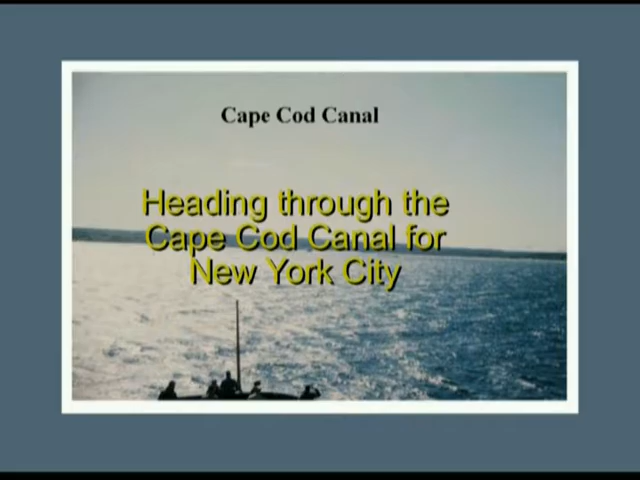 Cape Cod Canal
Heading through the
Cape Cod Canal for
New York City